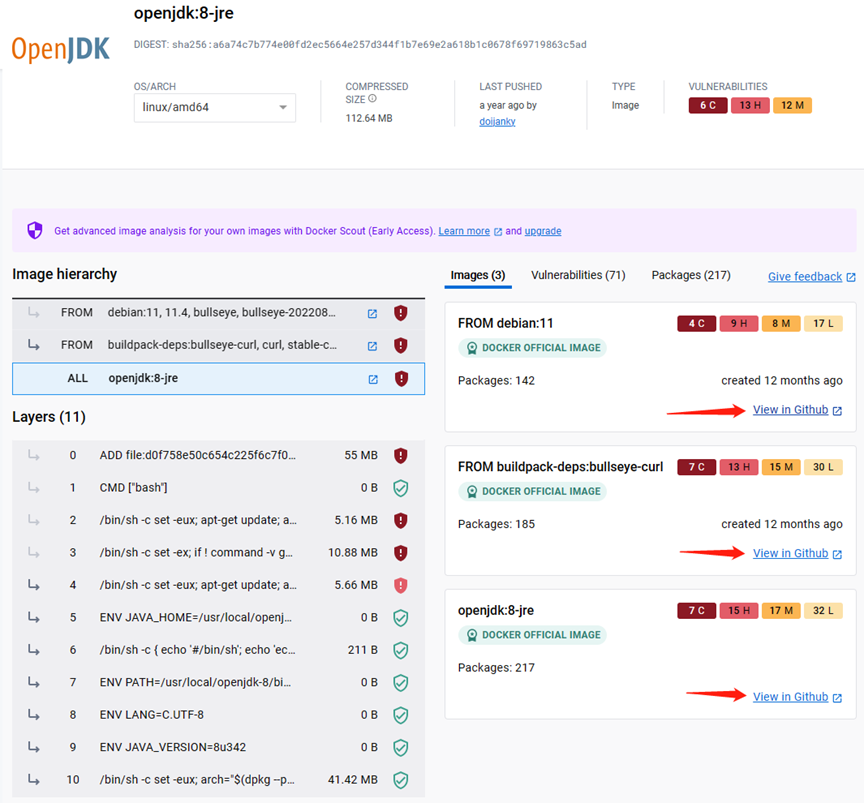 openjdk:8-jre
OpenJDK
DIGEST: sha256:a6a74c7b774e00fd2ec5664e257d344f1b7e69e2a618b1c0678f69719863c5ad
OS/ARCH
linux/amd64
COMPRESSED
SIZE
112.64 MB
LAST PUSHED
a year ago by
doijanky
TYPE
Image
VULNERABILITIES
6 C 13 H 12 M
Get advanced image analysis for your own images with Docker Scout (Early Access). Learn more and upgrade
Image hierarchy
FROM debian:11, 11.4, bullseye, bullseye-202208...
FROM buildpack-deps:bullseye-curl, curl, stable-c...
ALL openjdk:8-jre
Layers (11)
0 ADD file:d0f758e50c654c225f6c7f0... 55 MB
1 CMD ["bash"] 0 B
2 /bin/sh -c set -eux; apt-get update; a... 5.16 MB
3 /bin/sh -c set -ex; if ! command -v g... 10.88 MB
4 /bin/sh -c set -eux; apt-get update; a... 5.66 MB
5 ENV JAVA_HOME=/usr/local/openj... 0 B
6 /bin/sh -c { echo '#/bin/sh'; echo 'ec... 211 B
7 ENV PATH=/usr/local/openjdk-8/bi... 0 B
8 ENV LANG=C.UTF-8 0 B
9 ENV JAVA_VERSION=8u342 0 B
10 /bin/sh -c set -eux; arch="$(dpkg --p... 41.42 MB
Images (3) Vulnerabilities (71) Packages (217) Give feedback
FROM debian:11 4 C 9 H 8 M 17 L
DOCKER OFFICIAL IMAGE
Packages: 142 created 12 months ago
View in Github
FROM buildpack-deps:bullseye-curl 7 C 13 H 15 M 30 L
DOCKER OFFICIAL IMAGE
Packages: 185 created 12 months ago
View in Github
openjdk:8-jre 7 C 15 H 17 M 32 L
DOCKER OFFICIAL IMAGE
Packages: 217
View in Github